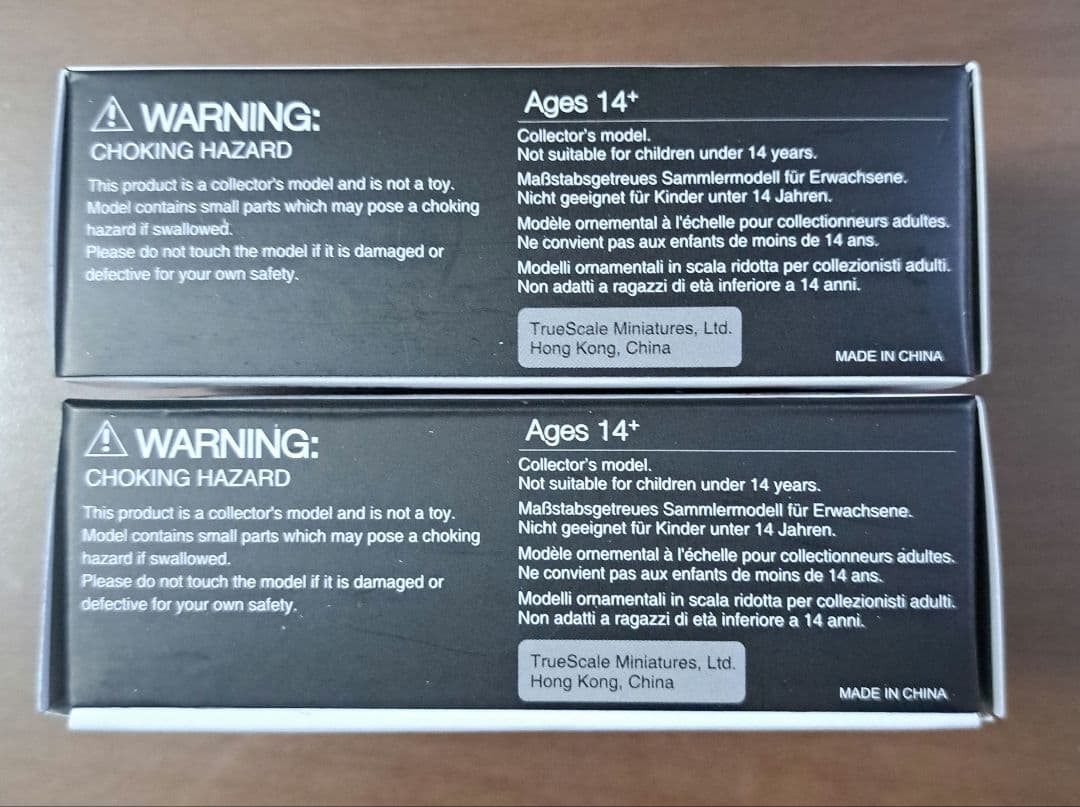 WARNING:
CHOKING HAZARD
This product is a collector's model and is not a toy.
Model contains small parts which may pose a choking
hazard if swallowed.
Please do not touch the model if it is damaged or
defective for your own safety.
Ages 14+
Collector's model.
Not suitable for children under 14 years.
Maßstabsgetreues Sammlermodell für Erwachsene.
Nicht geeignet für Kinder unter 14 Jahren.
Modèle ornemental à l'échelle pour collectionneurs adultes.
Ne convient pas aux enfants de moins de 14 ans.
Modelli ornamentali in scala ridotta per collezionisti adulti.
Non adatti a ragazzi di età inferiore a 14 anni.
TrueScale Miniatures, Ltd.
Hong Kong, China
MADE IN CHINA
WARNING:
CHOKING HAZARD
This product is a collector's model and is not a toy.
Model contains small parts which may pose a choking
hazard if swallowed.
Please do not touch the model if it is damaged or
defective for your own safety.
Ages 14+
Collector's model.
Not suitable for children under 14 years.
Maßstabsgetreues Sammlermodell für Erwachsene.
Nicht geeignet für Kinder unter 14 Jahren.
Modèle ornemental à l'échelle pour collectionneurs adultes.
Ne convient pas aux enfants de moins de 14 ans.
Modelli ornamentali in scala ridotta per collezionisti adulti.
Non adatti a ragazzi di età inferiore a 14 anni.
TrueScale Miniatures, Ltd.
Hong Kong, China
MADE IN CHINA